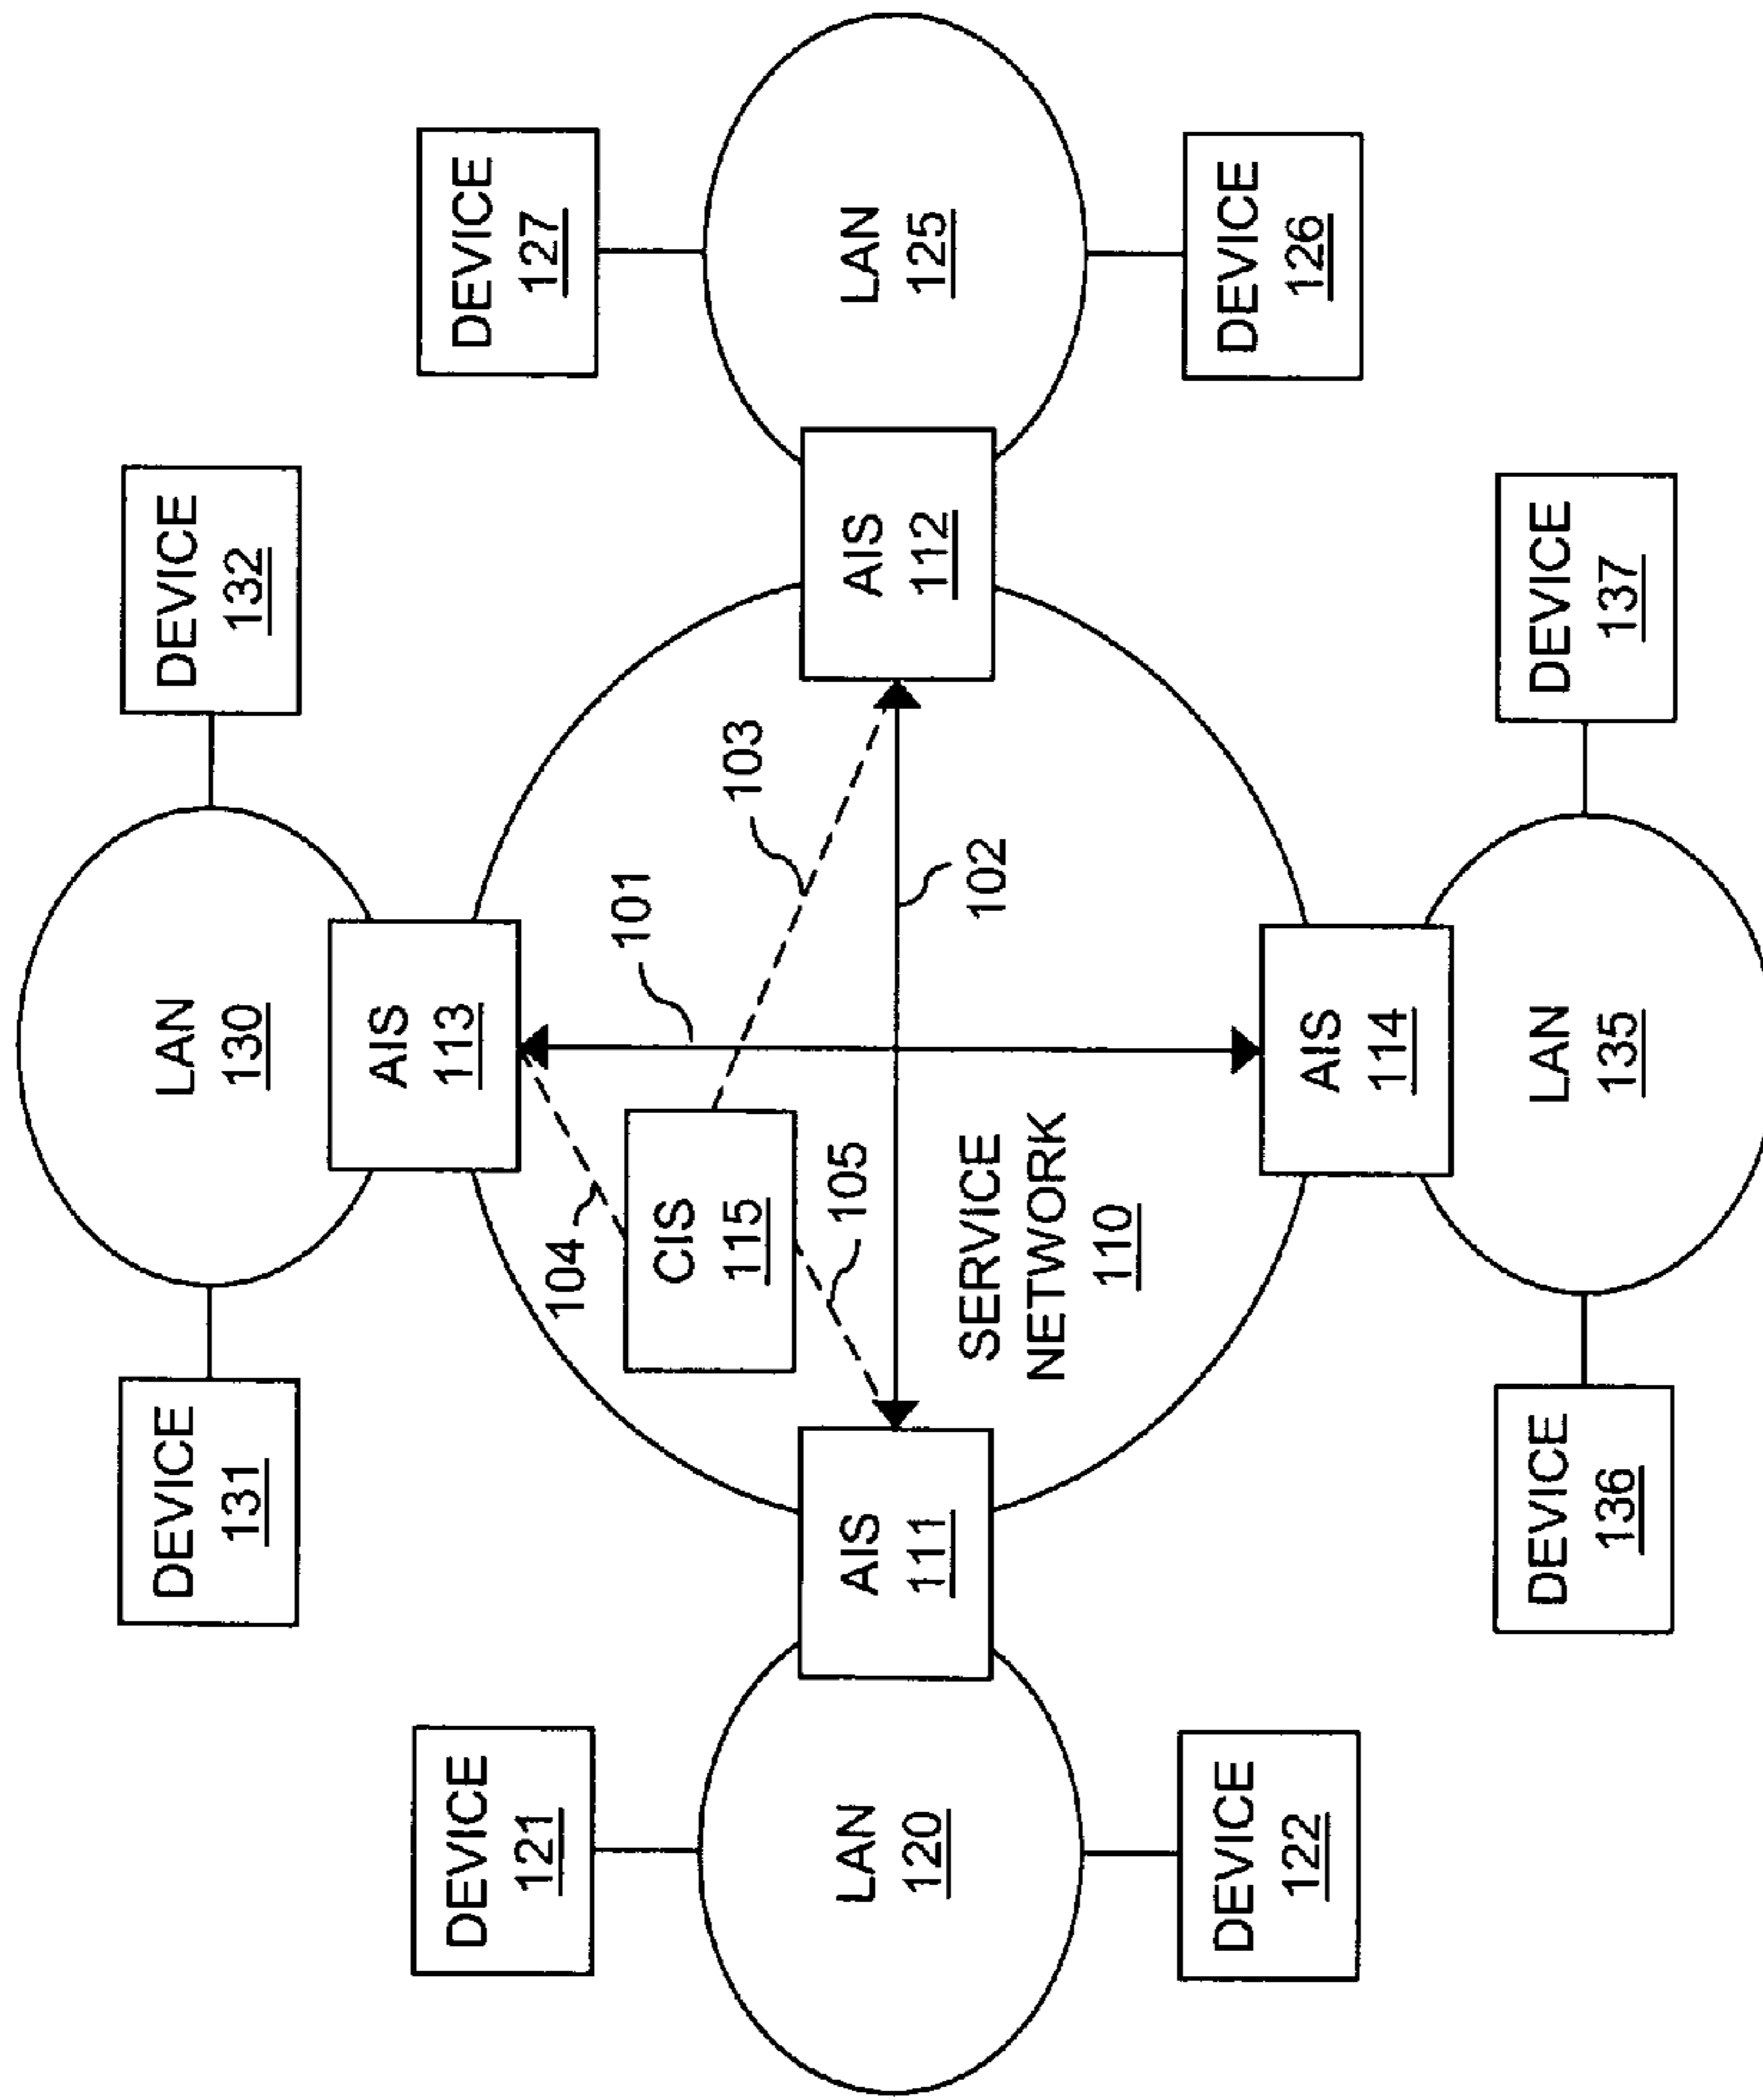 DEVICE
131
LAN
130
DEVICE
132
AIS
113
DEVICE
121
DEVICE
127
104
101
CIS
115
103
LAN
120
AIS
111
105
102
AIS
112
LAN
125
SERVICE
NETWORK
110
DEVICE
122
DEVICE
126
AIS
114
DEVICE
136
LAN
135
DEVICE
137